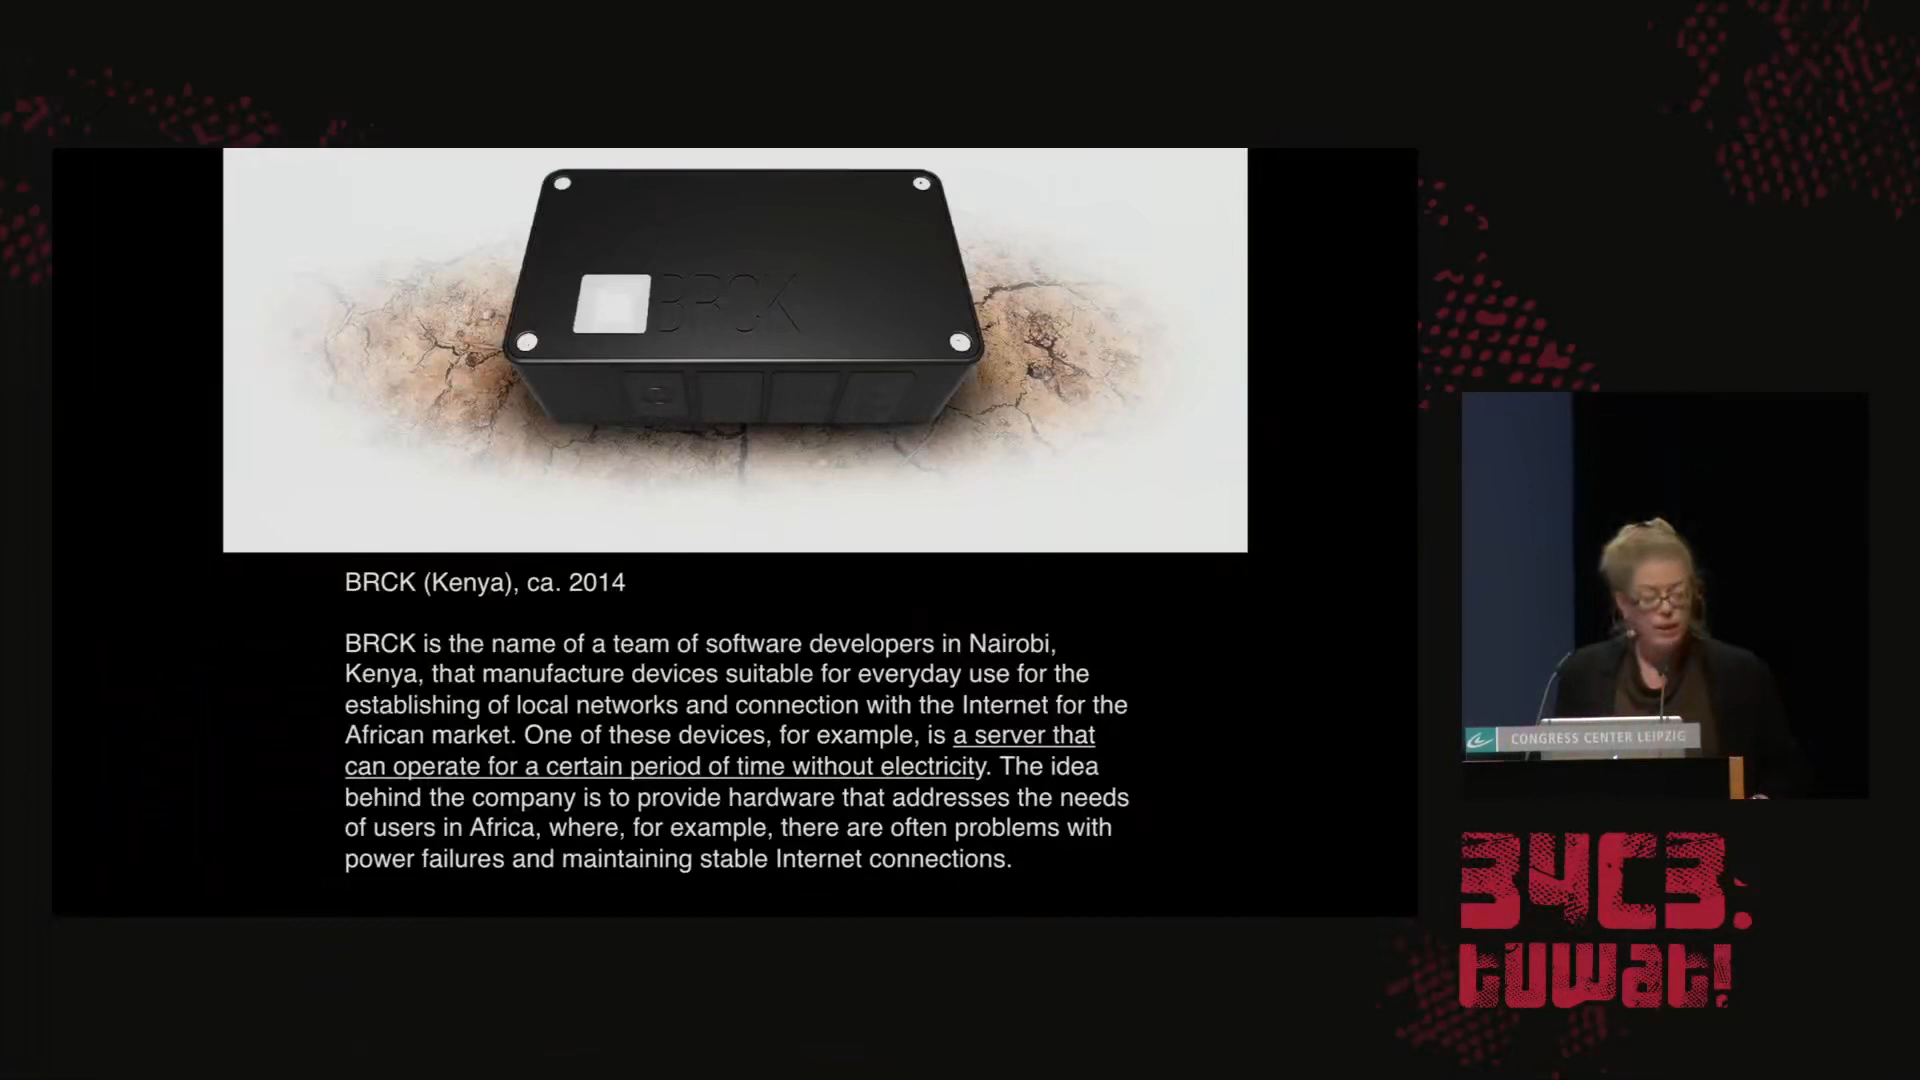 BRCK
BRCK (Kenya), ca. 2014
BRCK is the name of a team of software developers in Nairobi,
Kenya, that manufacture devices suitable for everyday use for the
establishing of local networks and connection with the Internet for the
African market. One of these devices, for example, is a server that
can operate for a certain period of time without electricity. The idea
behind the company is to provide hardware that addresses the needs
of users in Africa, where, for example, there are often problems with
power failures and maintaining stable Internet connections.
CONGRESS CENTER LEIPZIG
34C3.
tuwat!